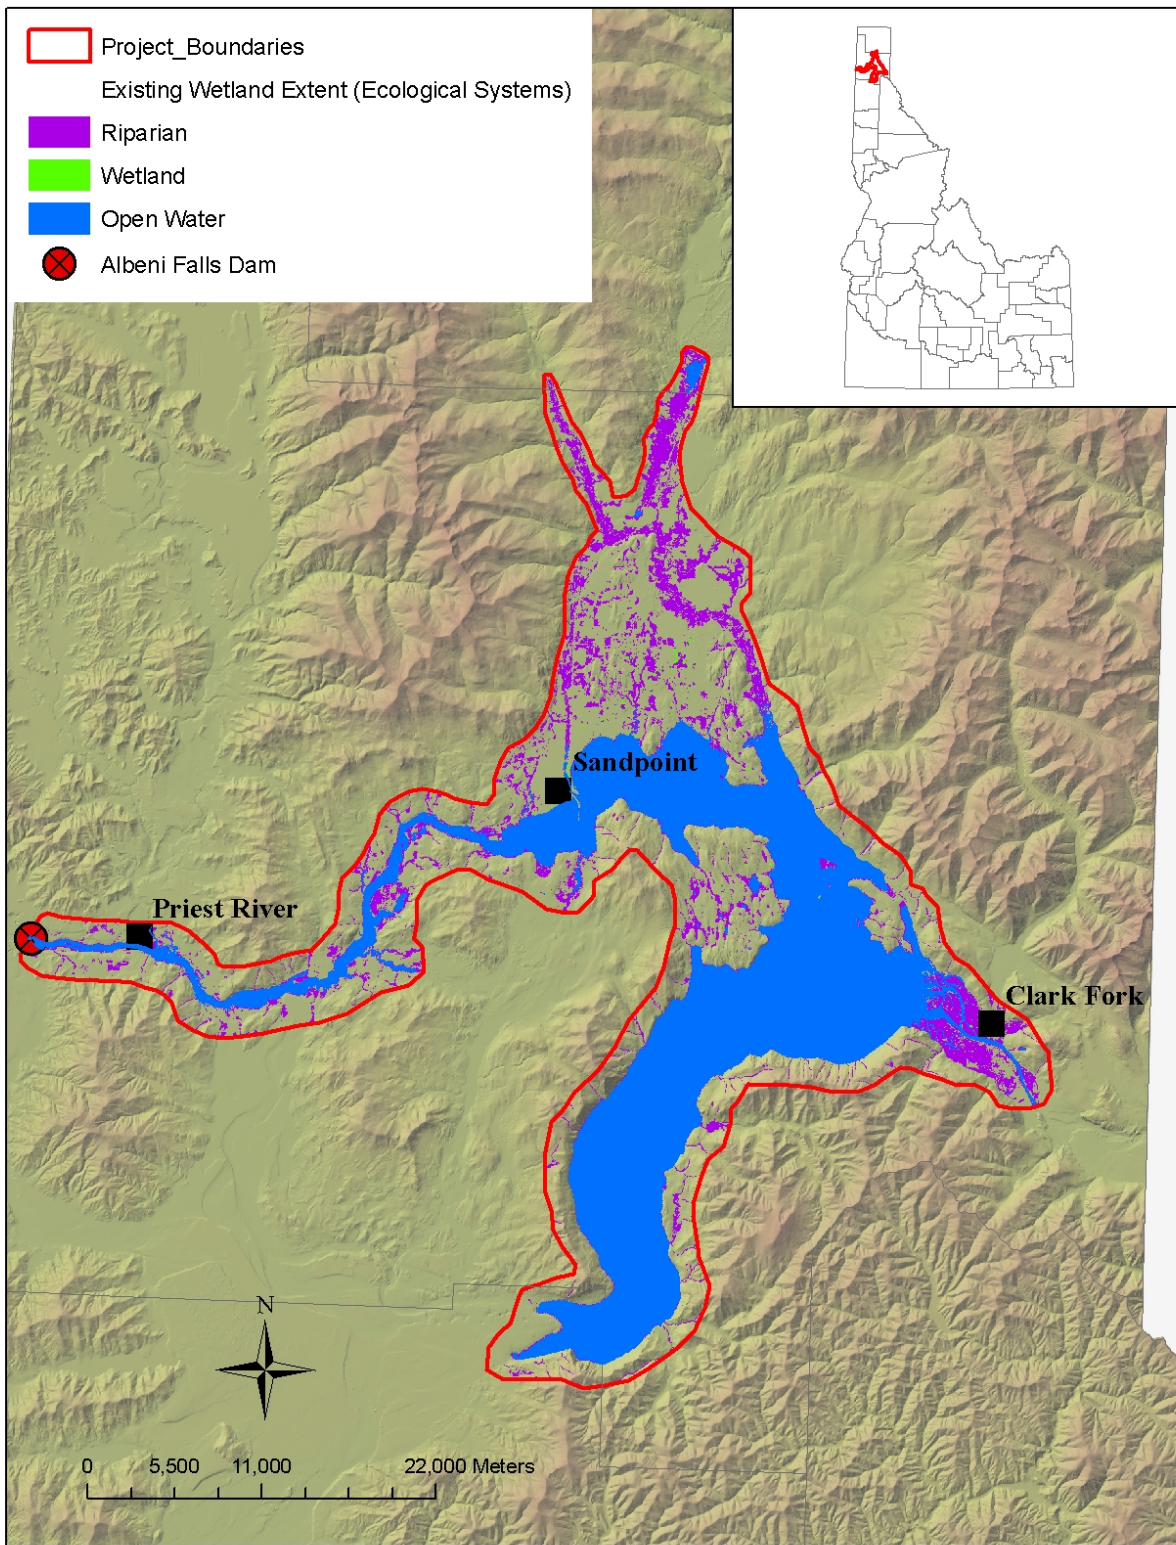 Project_Boundaries
Existing Wetland Extent (Ecological Systems)
Riparian
Wetland
Open Water
Albeni Falls Dam
Sandpoint
Priest River
Clark Fork
N
0 5,500 11,000 22,000 Meters